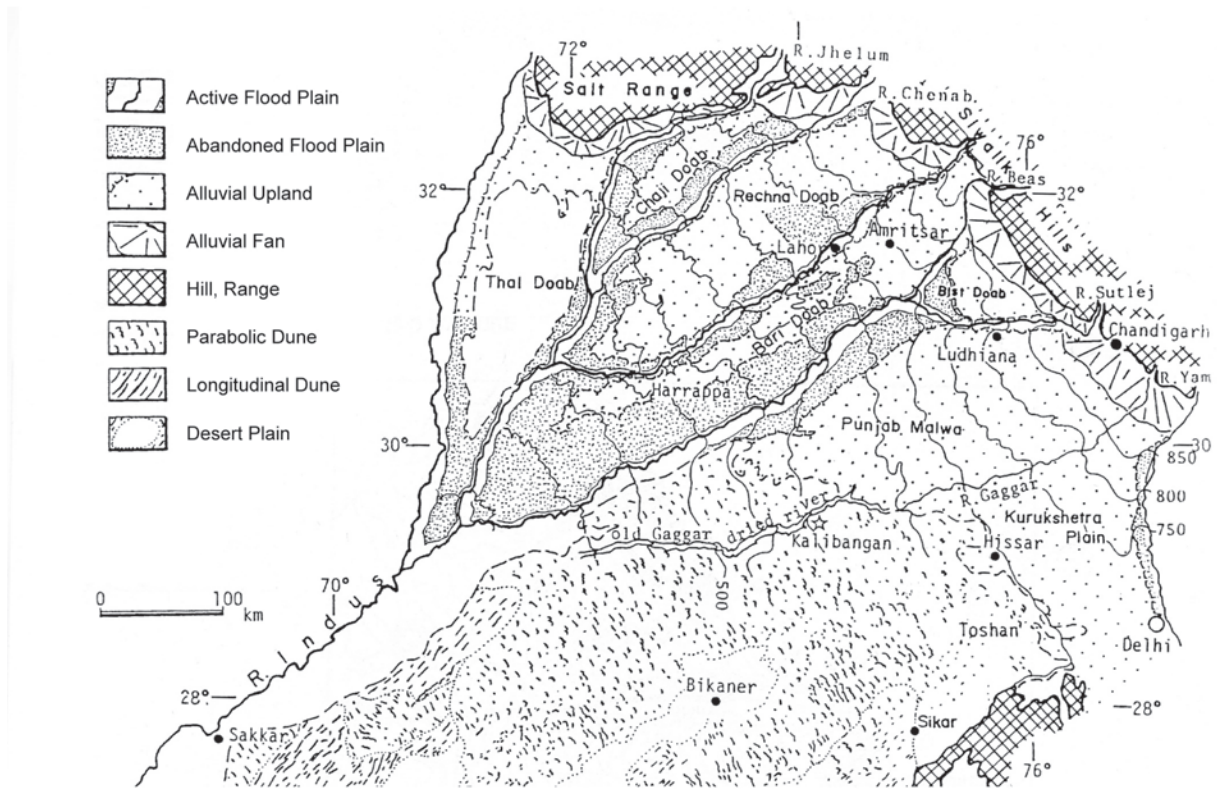 Active Flood Plain
Abandoned Flood Plain
Alluvial Upland
Alluvial Fan
Hill, Range
Parabolic Dune
Longitudinal Dune
Desert Plain
72°
Salt Range
R. Jhelum
R. Chenab
Swalik Hills
76°
32°
R. Beas
32°
Chaji Doab
Rechna Doab
Amritsar
Lahor
Thal Doab
Bist Doab
R. Sutlej
Chandigarh
Bari Doab
Ludhiana
R. Yam
Harrappa
30°
Punjab Malwa
30
850
R. Gaggar
800
Kurukshetra
Plain
750
old Gaggar dried river
Kalibangan
Hissar
70°
500
0 100
km
R. Indus
Toshan
Delhi
28°
Bikaner
28°
Sakkar
Sikar
76°